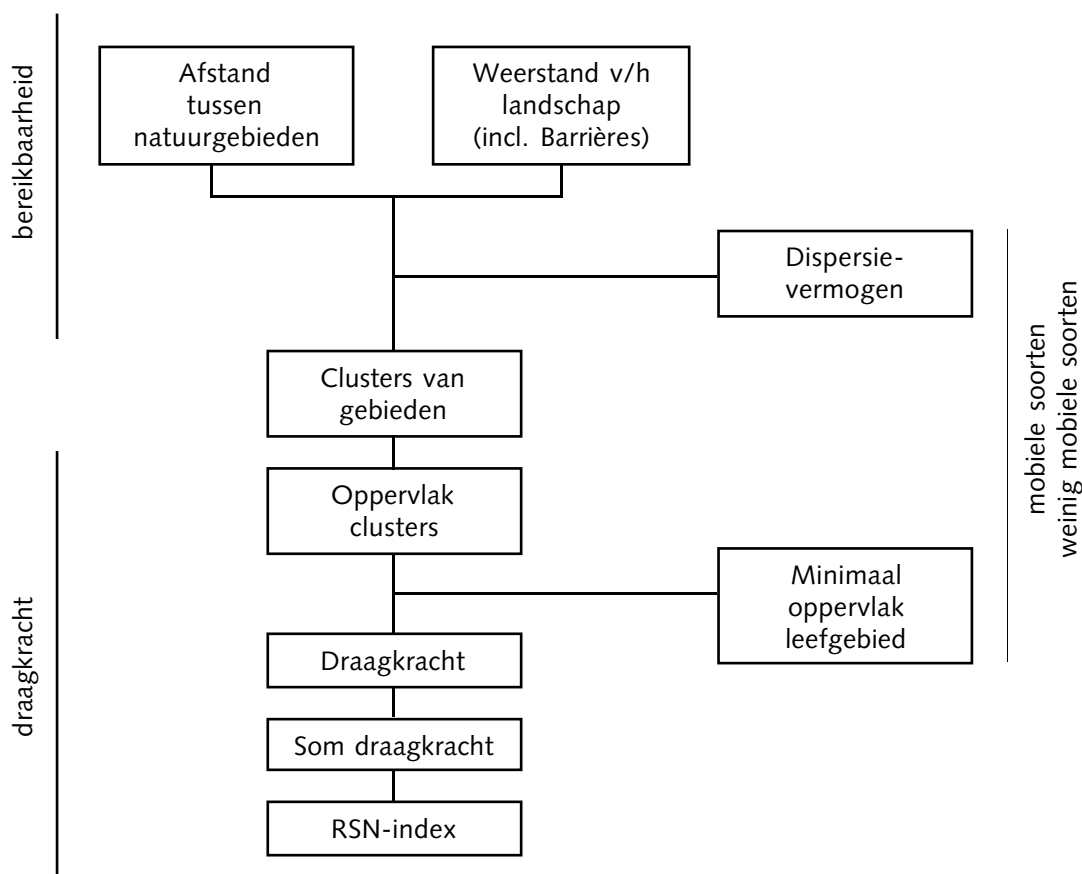 bereikbaarheid
Afstand
tussen
natuurgebieden
Weerstand v/h
landschap
(incl. Barrières)
Dispersie-
vermogen
mobiele soorten
weinig mobiele soorten
Clusters van
gebieden
draagkracht
Oppervlak
clusters
Minimaal
oppervlak
leefgebied
Draagkracht
Som draagkracht
RSN-index